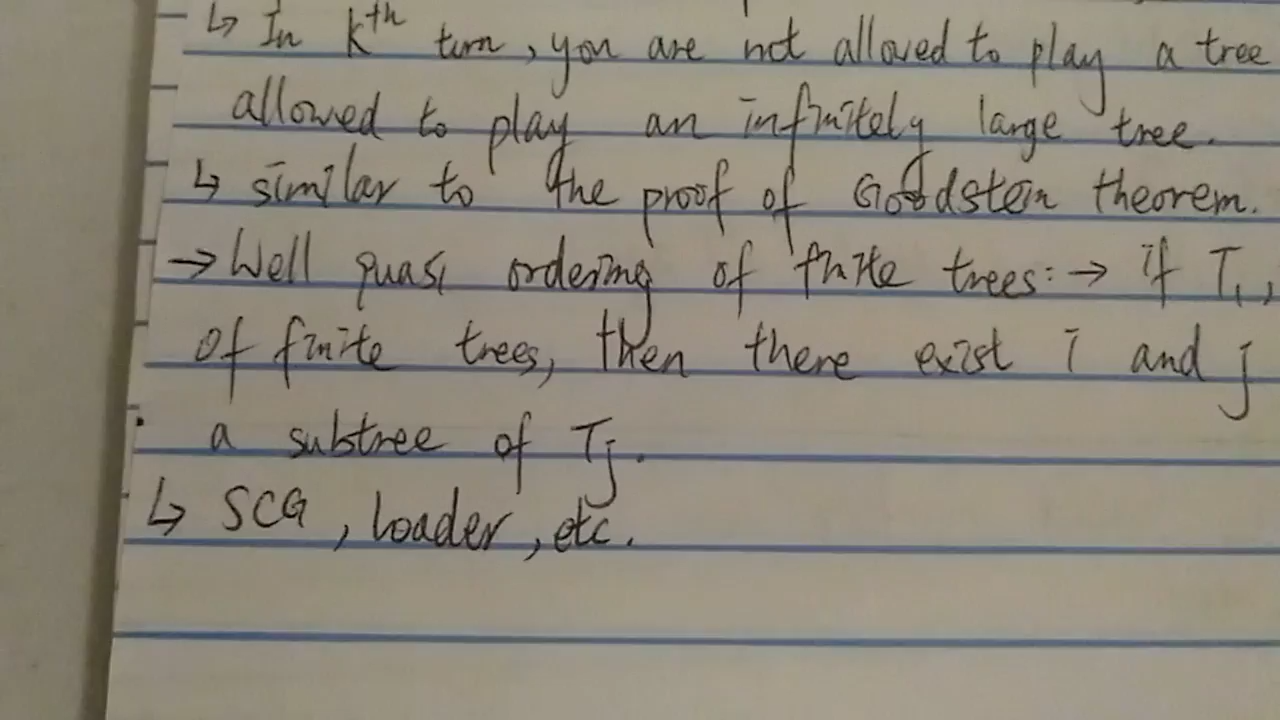 ↳ In kth turn, you are not allowed to play a tree
allowed to play an infinitely large tree.
↳ similar to the proof of Goodstein theorem.
→ Well quasi ordering of finite trees: → if T1,
of finite trees, then there exist i and j
a subtree of Tj.
↳ SCG, loader, etc.